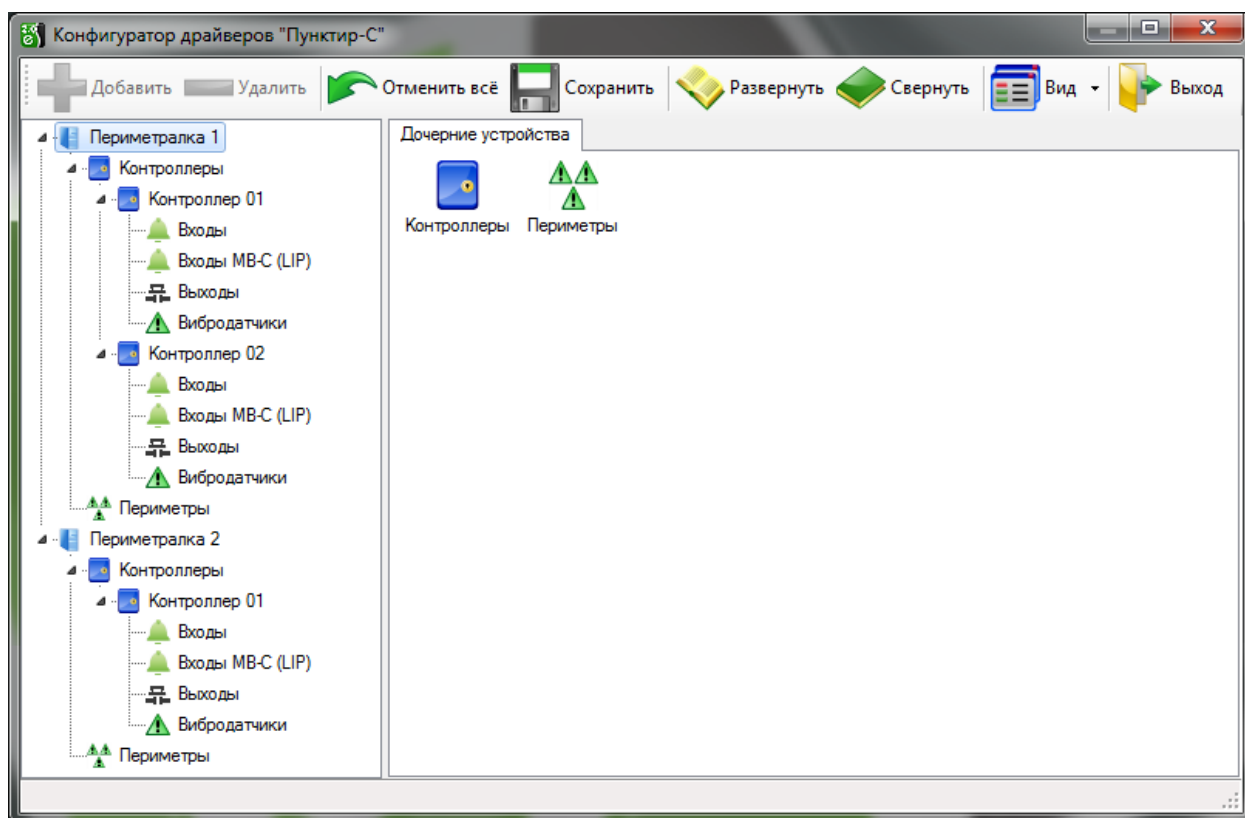 Конфигуратор драйверов "Пунктир-С"
Добавить Удалить Отменить всё Сохранить Развернуть Свернуть Вид Выход
Периметралка 1
Контроллеры
Контроллер 01
Входы
Входы МВ-С (LIP)
Выходы
Вибродатчики
Контроллер 02
Входы
Входы МВ-С (LIP)
Выходы
Вибродатчики
Периметры
Периметралка 2
Контроллеры
Контроллер 01
Входы
Входы МВ-С (LIP)
Выходы
Вибродатчики
Периметры
Дочерние устройства
Контроллеры Периметры